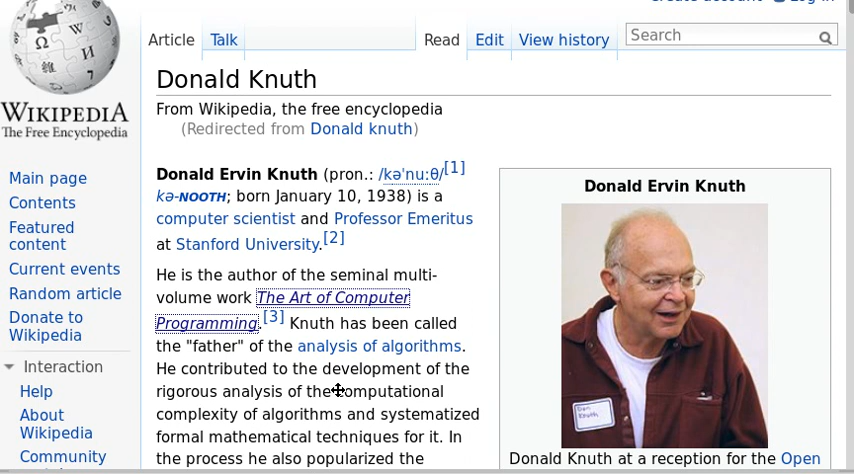 Create account Log in
Article Talk Read Edit View history Search
WIKIPEDIA
The Free Encyclopedia
Donald Knuth
From Wikipedia, the free encyclopedia
(Redirected from Donald knuth)
Main page
Contents
Featured
content
Current events
Random article
Donate to
Wikipedia
Interaction
Help
About
Wikipedia
Community
Donald Ervin Knuth (pron.: /kəˈnuːθ/[1]
kə-NOOTH; born January 10, 1938) is a
computer scientist and Professor Emeritus
at Stanford University.[2]
He is the author of the seminal multi-
volume work The Art of Computer
Programming.[3] Knuth has been called
the "father" of the analysis of algorithms.
He contributed to the development of the
rigorous analysis of the computational
complexity of algorithms and systematized
formal mathematical techniques for it. In
the process he also popularized the
Donald Ervin Knuth
Don
Knuth
Donald Knuth at a reception for the Open